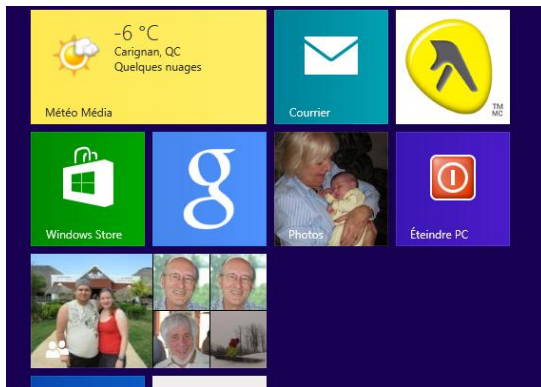 -6 °C
Carignan, QC
Quelques nuages
Météo Média
Courrier
TM
MC
Windows Store
g
Photos
Éteindre PC